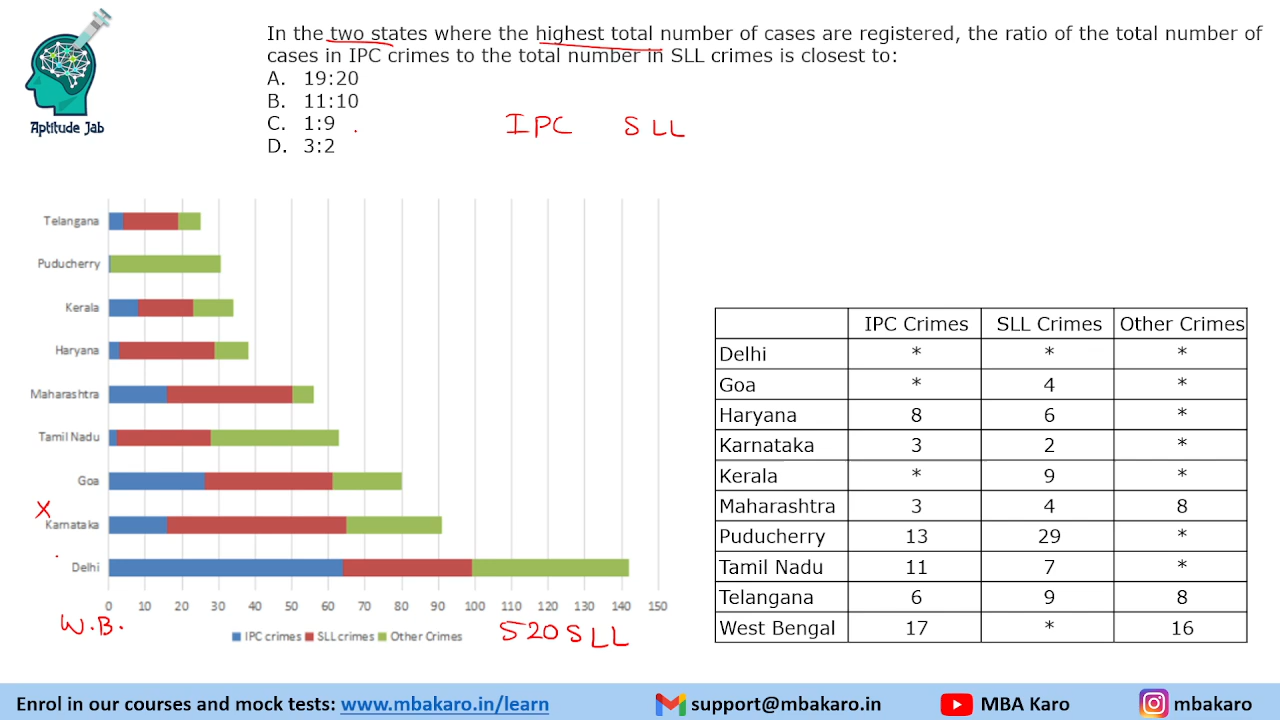 In the two states where the highest total number of cases are registered, the ratio of the total number of
cases in IPC crimes to the total number in SLL crimes is closest to:
A. 19:20
B. 11:10
C. 1:9
D. 3:2
Aptitude Jab
IPC SLL
Telangana
Puducherry
Kerala
Haryana
Maharashtra
Tamil Nadu
Goa
X
Karnataka
Delhi
0 10 20 30 40 50 60 70 80 90 100 110 120 130 140 150
W.B.
IPC crimes SLL crimes Other Crimes
520 SLL
IPC Crimes SLL Crimes Other Crimes
Delhi * * *
Goa * 4 *
Haryana 8 6 *
Karnataka 3 2 *
Kerala * 9 *
Maharashtra 3 4 8
Puducherry 13 29 *
Tamil Nadu 11 7 *
Telangana 6 9 8
West Bengal 17 * 16
Enrol in our courses and mock tests: www.mbakaro.in/learn support@mbakaro.in MBA Karo mbakaro